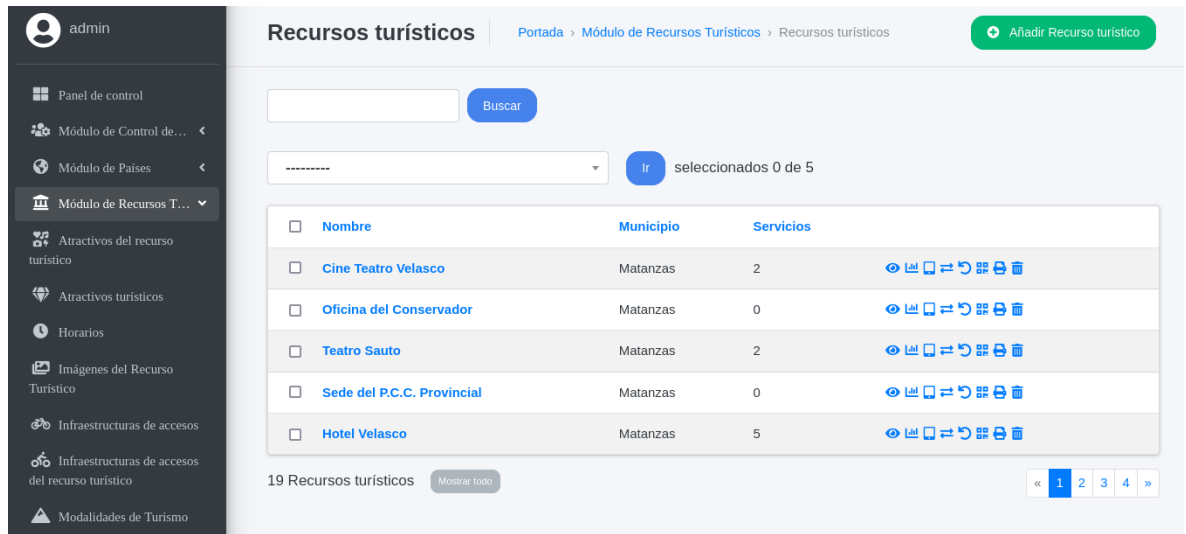 admin
Panel de control
Módulo de Control de…
Módulo de Países
Módulo de Recursos T…
Atractivos del recurso
turístico
Atractivos turísticos
Horarios
Imágenes del Recurso
Turístico
Infraestructuras de accesos
Infraestructuras de accesos
del recurso turístico
Modalidades de Turismo
Recursos turísticos
Portada › Módulo de Recursos Turísticos › Recursos turísticos
Añadir Recurso turístico
Buscar
---------
Ir
seleccionados 0 de 5
Nombre Municipio Servicios
Cine Teatro Velasco Matanzas 2
Oficina del Conservador Matanzas 0
Teatro Sauto Matanzas 2
Sede del P.C.C. Provincial Matanzas 0
Hotel Velasco Matanzas 5
19 Recursos turísticos
Mostrar todo
« 1 2 3 4 »